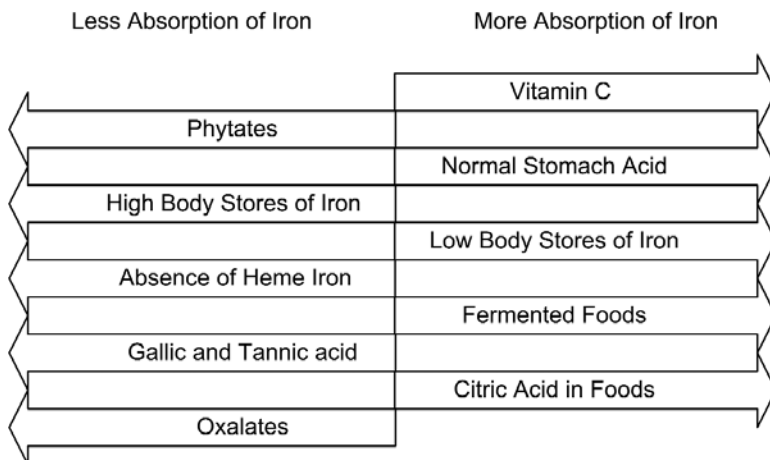 Less Absorption of Iron
More Absorption of Iron
Vitamin C
Phytates
Normal Stomach Acid
High Body Stores of Iron
Low Body Stores of Iron
Absence of Heme Iron
Fermented Foods
Gallic and Tannic acid
Citric Acid in Foods
Oxalates